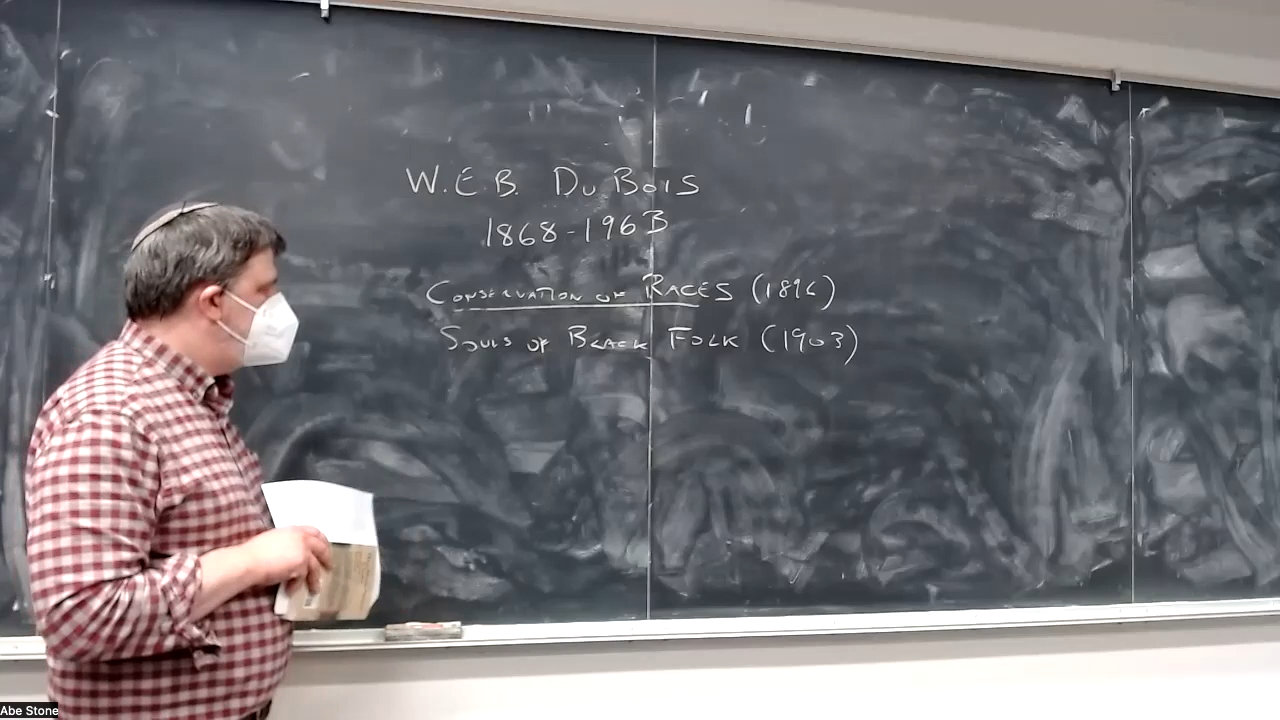 W.E.B. Du Bois
1868-1963
Conservation of Races (1896)
Souls of Black Folk (1903)
Abe Stone